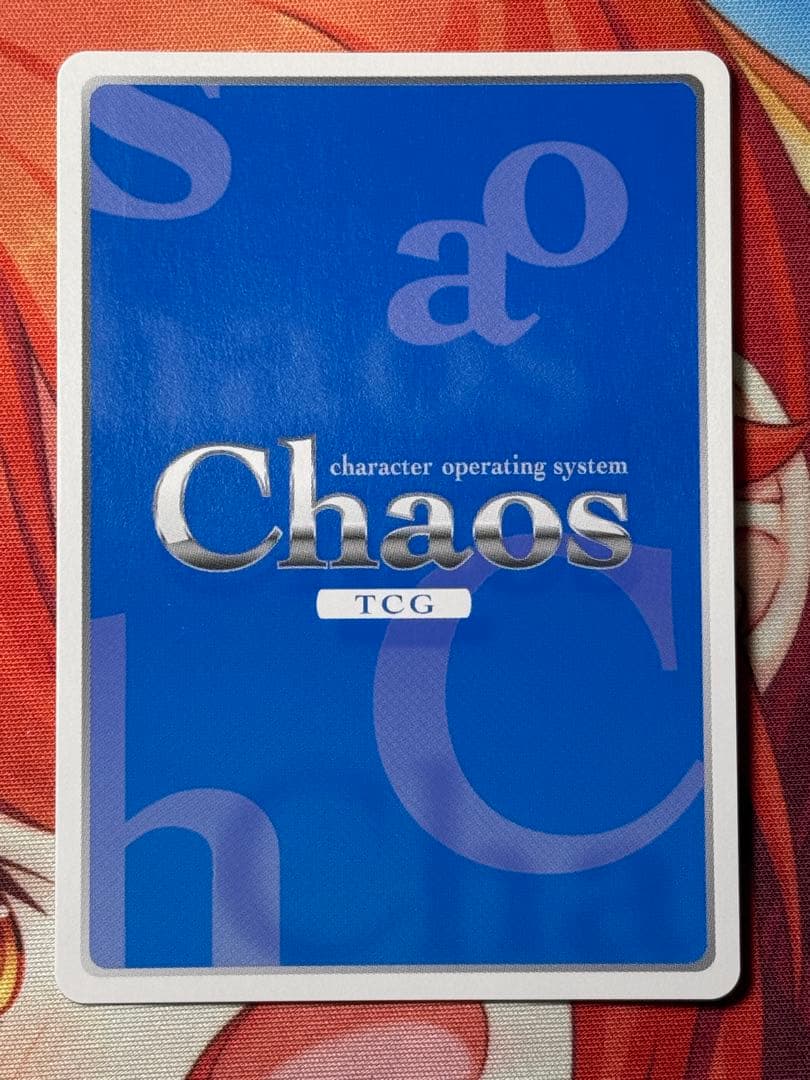 s
o
a
character operating system
Chaos
TCG
C
h